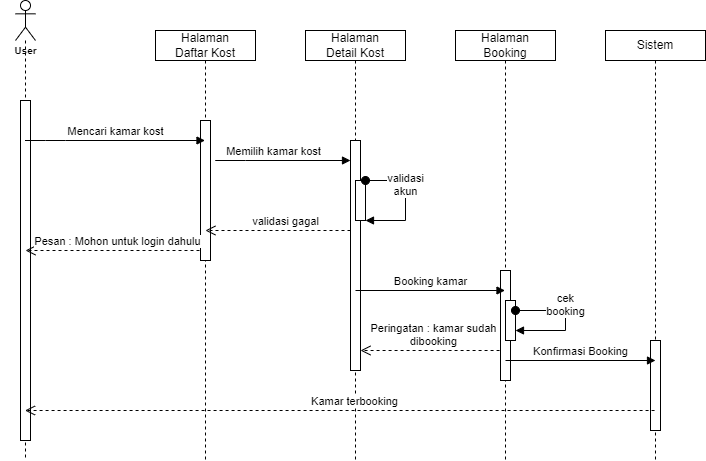 User
Halaman
Daftar Kost
Halaman
Detail Kost
Halaman
Booking
Sistem
Mencari kamar kost
Memilih kamar kost
validasi
akun
validasi gagal
Pesan : Mohon untuk login dahulu
Booking kamar
cek
booking
Peringatan : kamar sudah
dibooking
Konfirmasi Booking
Kamar terbooking